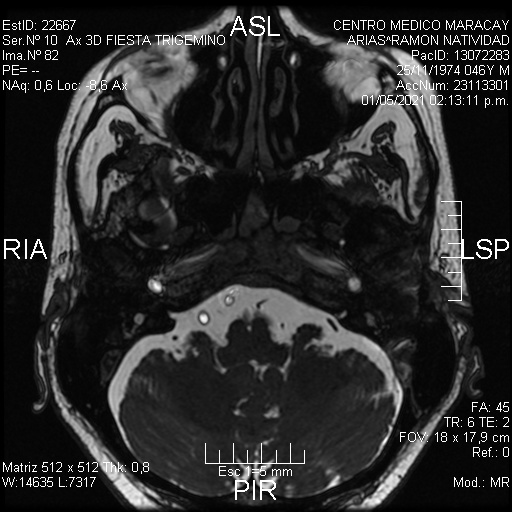 EstID: 22667
Ser.Nº 10 Ax 3D FIESTA TRIGEMINO
Ima.Nº 82
PE= --
NAq: 0,6 Loc: -8,6 Ax
ASL
CENTRO MEDICO MARACAY
ARIAS^RAMON NATIVIDAD
PacID: 13072283
25/11/1974 046Y M
AccNum: 23113301
01/05/2021 02:13:11 p.m.
RIA
LSP
FA: 45
TR: 6 TE: 2
FOV: 18 x 17,9 cm
Ref.: 0
Mod.: MR
Matriz 512 x 512 Thk: 0,8
W:14635 L:7317
Esc 1=5 mm
PIR